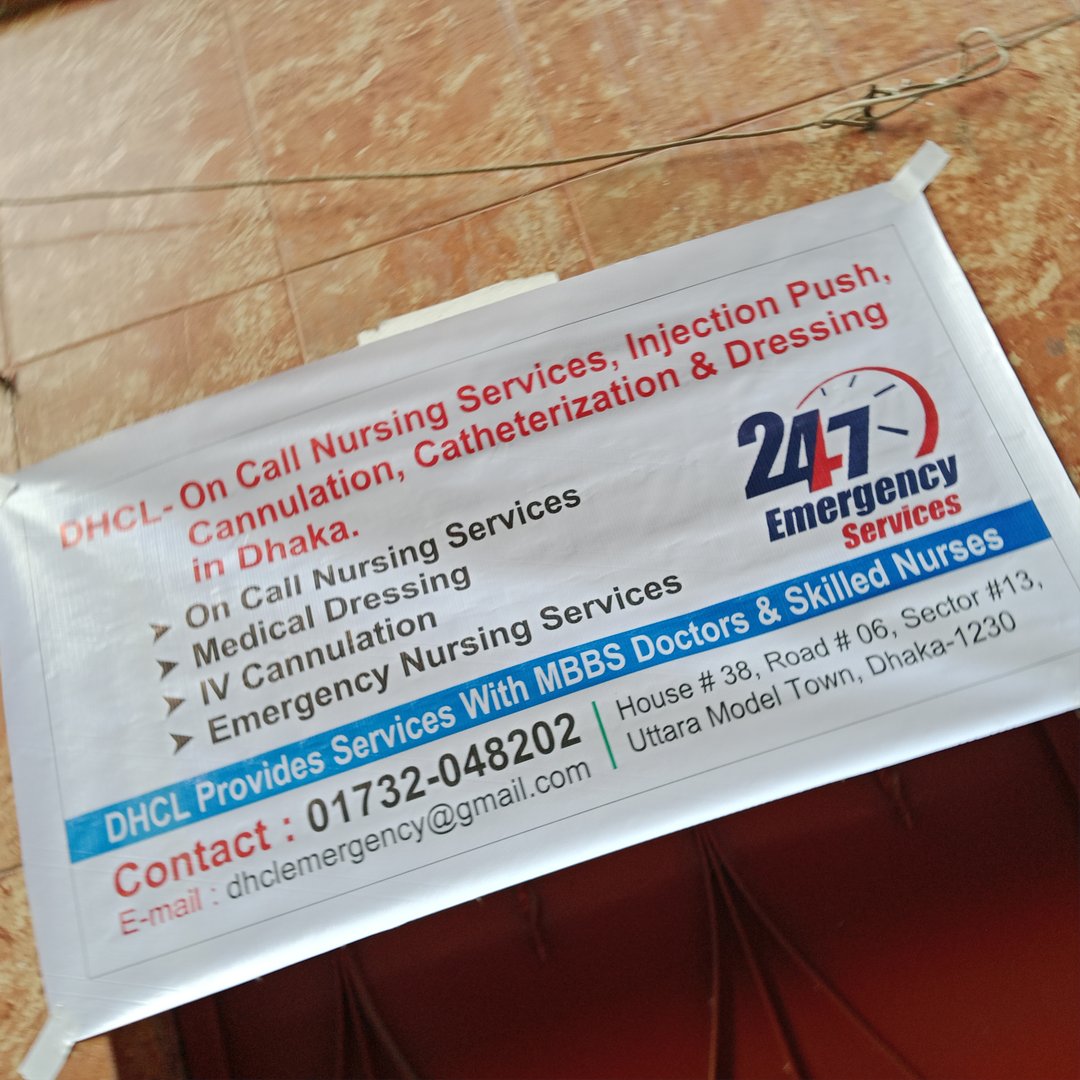 DHCL- On Call Nursing Services, Injection Push,
Cannulation, Catheterization & Dressing
in Dhaka.
➤ On Call Nursing Services
➤ Medical Dressing
➤ IV Cannulation
➤ Emergency Nursing Services
24/7
Emergency
Services
DHCL Provides Services With MBBS Doctors & Skilled Nurses
Contact : 01732-048202
E-mail : dhclemergency@gmail.com
House # 38, Road # 06, Sector #13,
Uttara Model Town, Dhaka-1230